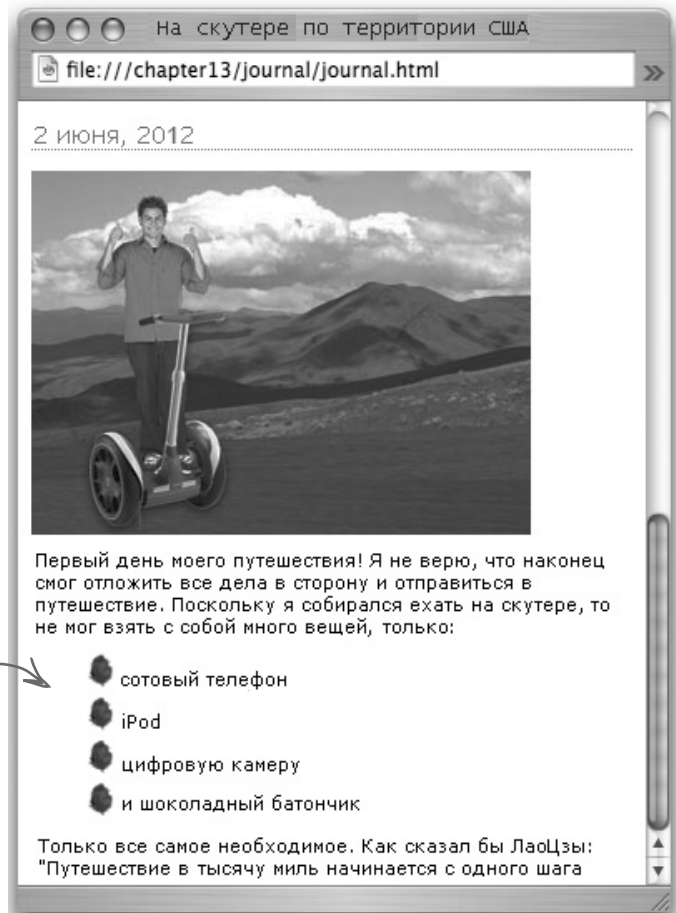 На скутере по территории США
file:///chapter13/journal/journal.html
2 июня, 2012
Первый день моего путешествия! Я не верю, что наконец
смог отложить все дела в сторону и отправиться в
путешествие. Поскольку я собирался ехать на скутере, то
не мог взять с собой много вещей, только:
сотовый телефон
iPod
цифровую камеру
и шоколадный батончик
Только все самое необходимое. Как сказал бы ЛаоЦзы:
"Путешествие в тысячу миль начинается с одного шага